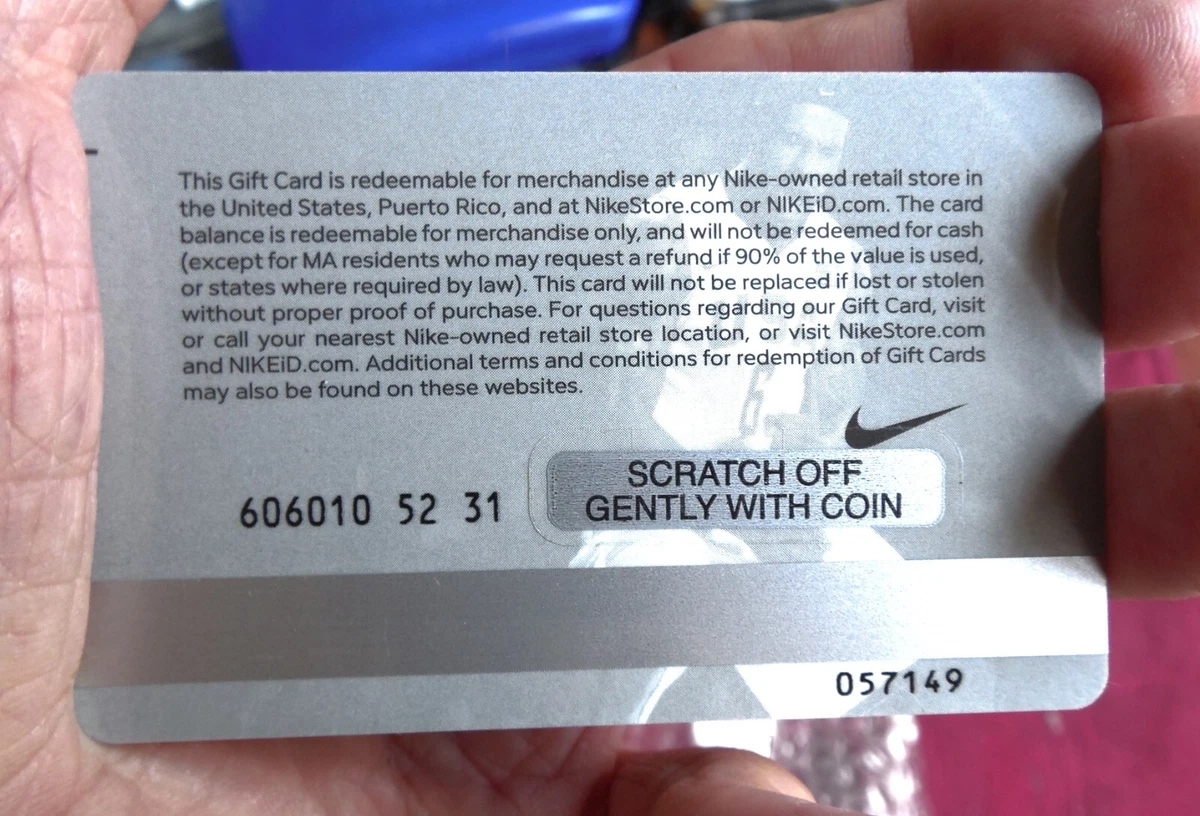 This Gift Card is redeemable for merchandise at any Nike-owned retail store in
the United States, Puerto Rico, and at NikeStore.com or NIKEiD.com. The card
balance is redeemable for merchandise only, and will not be redeemed for cash
(except for MA residents who may request a refund if 90% of the value is used,
or states where required by law). This card will not be replaced if lost or stolen
without proper proof of purchase. For questions regarding our Gift Card, visit
or call your nearest Nike-owned retail store location, or visit NikeStore.com
and NIKEiD.com. Additional terms and conditions for redemption of Gift Cards
may also be found on these websites.
SCRATCH OFF
GENTLY WITH COIN
606010 52 31
057149